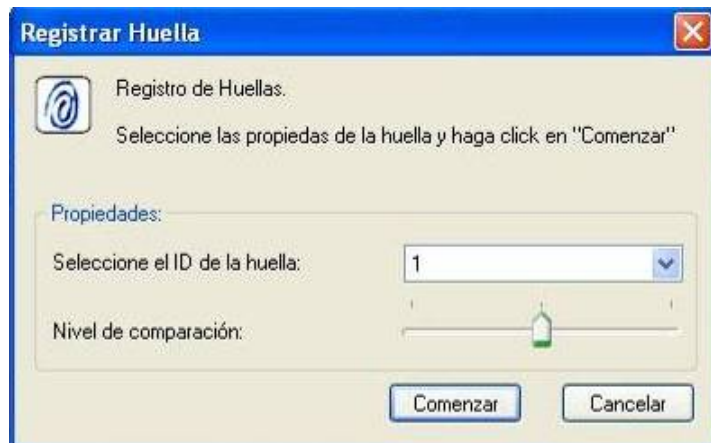 Registrar Huella
Registro de Huellas.
Seleccione las propiedas de la huella y haga click en "Comenzar"
Propiedades:
Seleccione el ID de la huella:
1
Nivel de comparación:
Comenzar
Cancelar